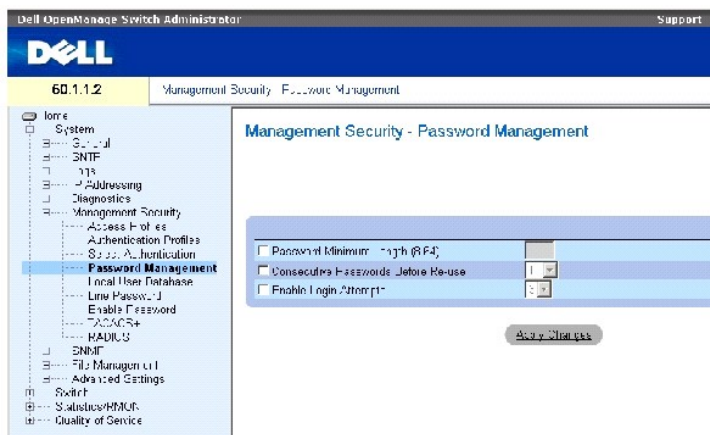 Dell OpenManage Switch Administrator
Support
DELL
60.1.1.2
Management Security - Password Management
Home
System
General
SNTP
Logs
IP Addressing
Diagnostics
Management Security
Access Profiles
Authentication Profiles
Select Authentication
Password Management
Local User Database
Line Password
Enable Password
TACACS+
RADIUS
SNMP
File Management
Advanced Settings
Switch
Statistics/RMON
Quality of Service
Management Security - Password Management
Password Minimum Length (8-64)
Consecutive Passwords Before Re-use
1
Enable Login Attempts
Apply Changes